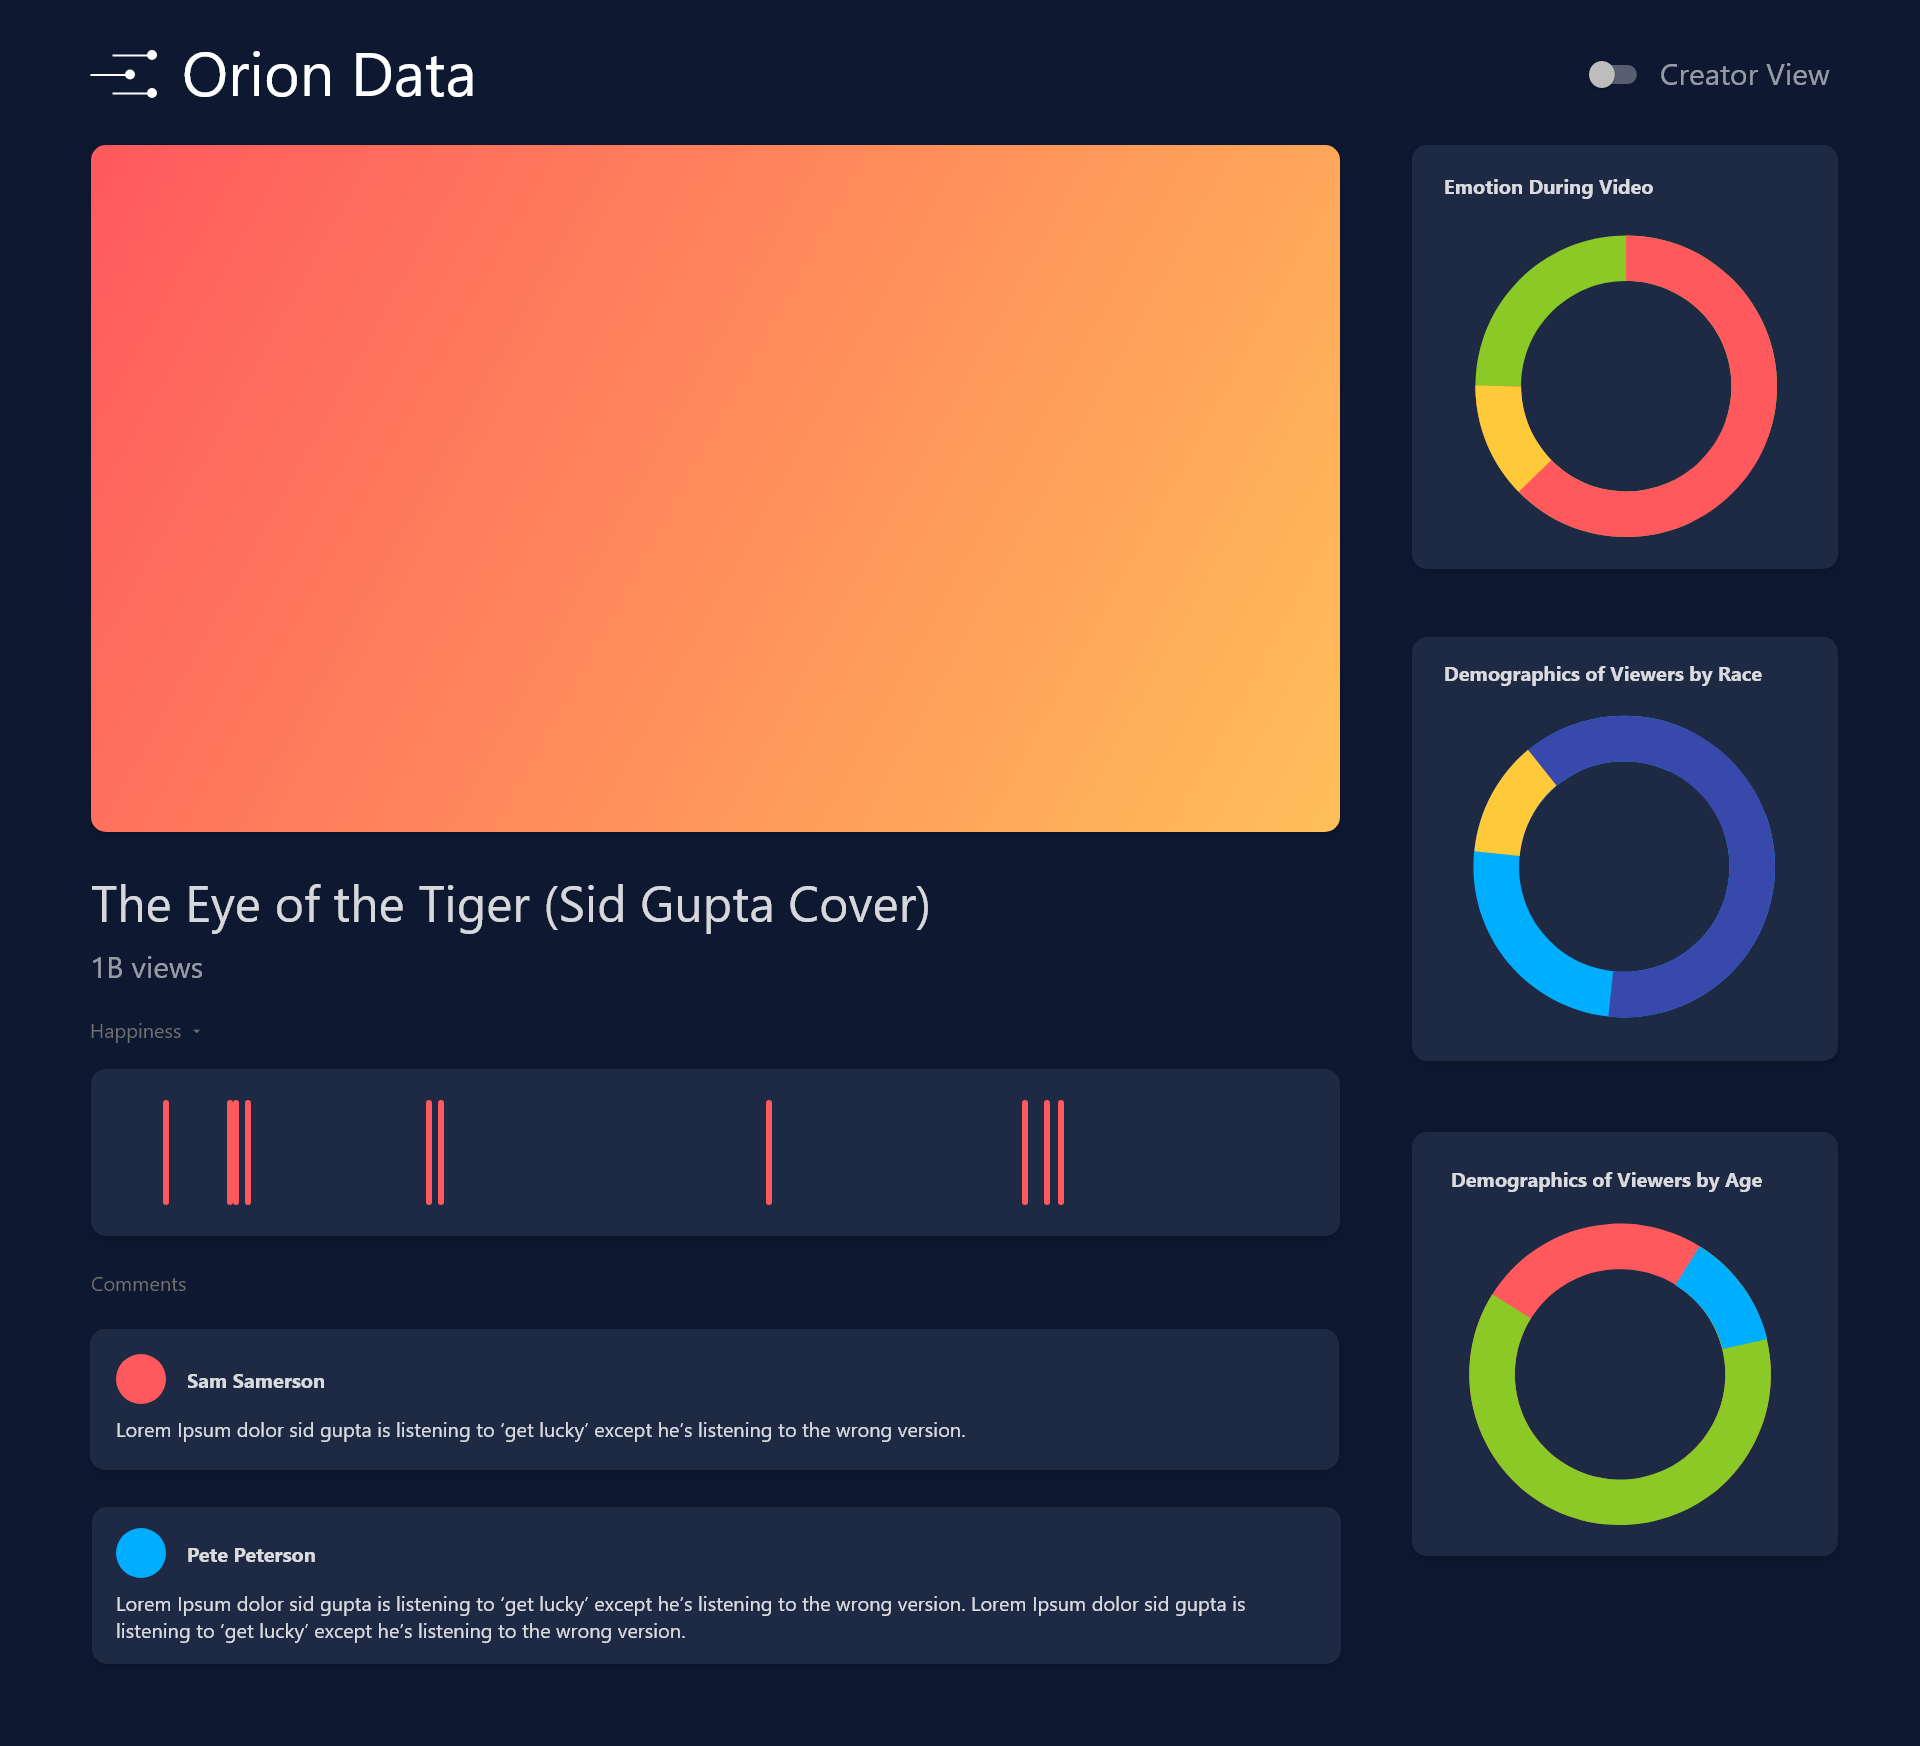 Orion Data
Creator View
Emotion During Video
Demographics of Viewers by Race
The Eye of the Tiger (Sid Gupta Cover)
1B views
Happiness
Demographics of Viewers by Age
Comments
Sam Samerson
Lorem Ipsum dolor sid gupta is listening to ‘get lucky’ except he’s listening to the wrong version.
Pete Peterson
Lorem Ipsum dolor sid gupta is listening to ‘get lucky’ except he’s listening to the wrong version. Lorem Ipsum dolor sid gupta is
listening to ‘get lucky’ except he’s listening to the wrong version.